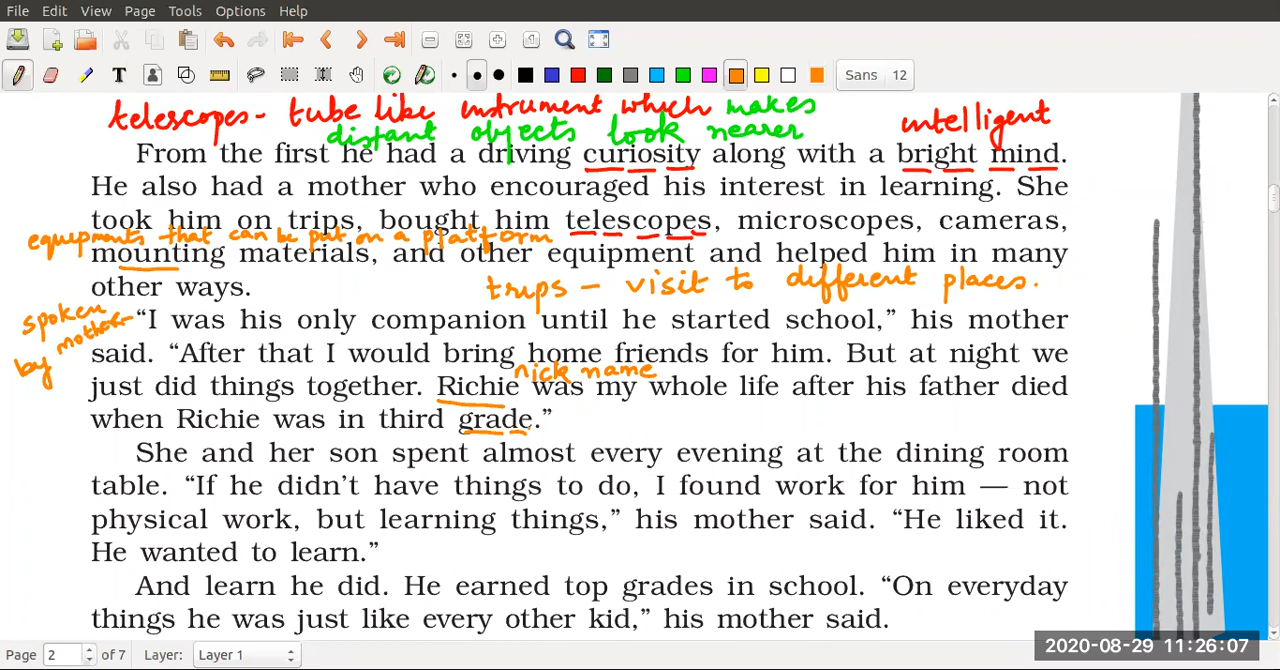 File Edit View Page Tools Options Help
Sans 12
telescopes- tube like instrument which makes
distant objects look nearer
intelligent
From the first he had a driving curiosity along with a bright mind.
He also had a mother who encouraged his interest in learning. She
took him on trips, bought him telescopes, microscopes, cameras,
equipments that can be put on a platform
mounting materials, and other equipment and helped him in many
other ways.
trips - visit to different places.
spoken
by mother
“I was his only companion until he started school,” his mother
said. “After that I would bring home friends for him. But at night we
nick name
just did things together. Richie was my whole life after his father died
when Richie was in third grade.”
She and her son spent almost every evening at the dining room
table. “If he didn’t have things to do, I found work for him — not
physical work, but learning things,” his mother said. “He liked it.
He wanted to learn.”
And learn he did. He earned top grades in school. “On everyday
things he was just like every other kid,” his mother said.
Page 2 of 7 Layer: Layer 1
2020-08-29 11:26:07